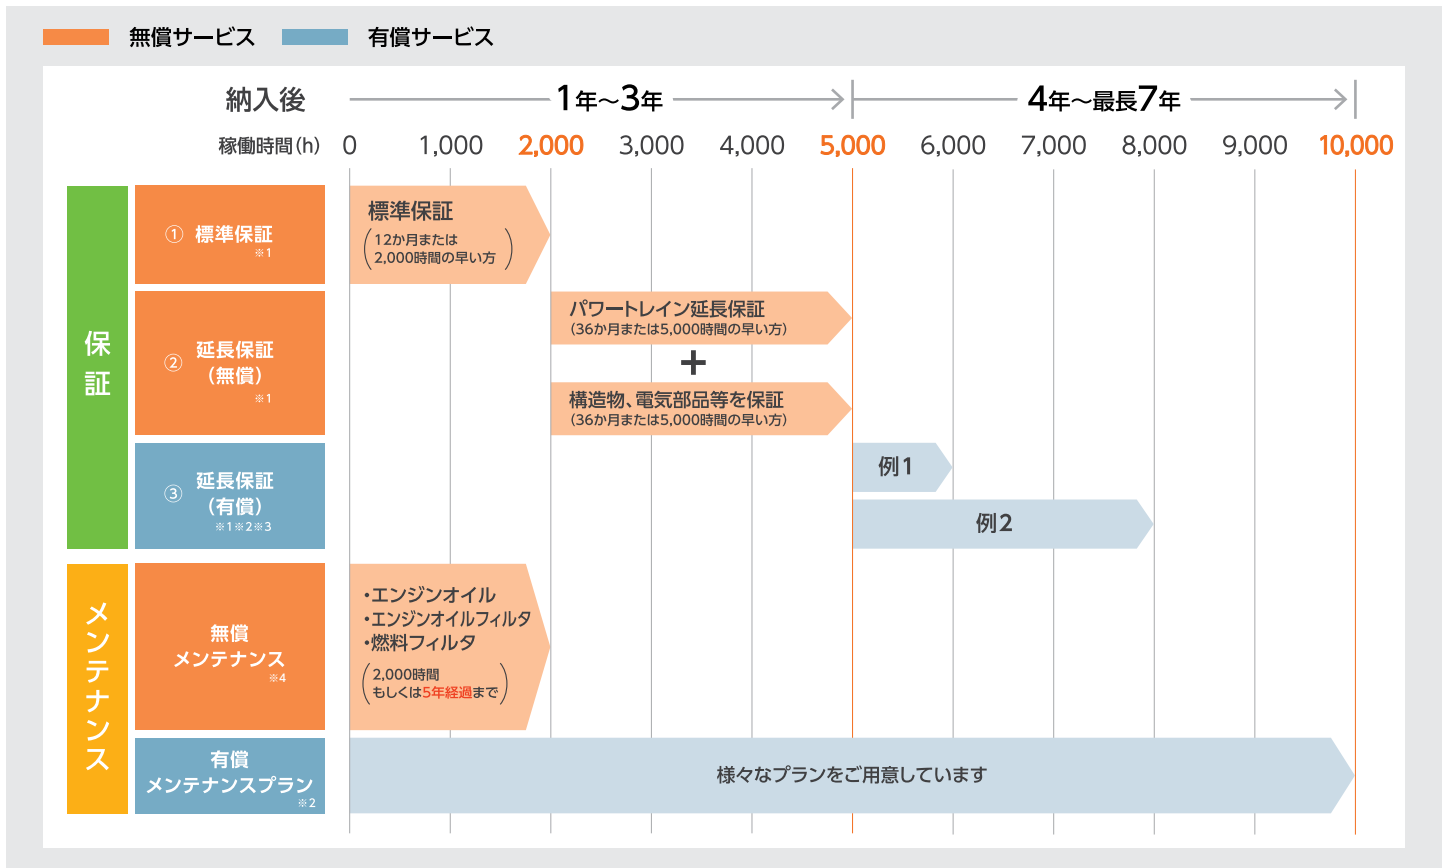 無償サービス
有償サービス
納入後
1年～3年
4年～最長7年
稼働時間(h)
0
1,000
2,000
3,000
4,000
5,000
6,000
7,000
8,000
9,000
10,000
保証
① 標準保証
※1
標準保証
(12か月または
2,000時間の早い方)
② 延長保証
(無償)
※1
パワートレイン延長保証
(36か月または5,000時間の早い方)
+
構造物、電気部品等を保証
(36か月または5,000時間の早い方)
③ 延長保証
(有償)
※1※2※3
例1
例2
メンテナンス
無償
メンテナンス
※4
・エンジンオイル
・エンジンオイルフィルタ
・燃料フィルタ
(2,000時間
もしくは5年経過まで)
有償
メンテナンスプラン
※2
様々なプランをご用意しています